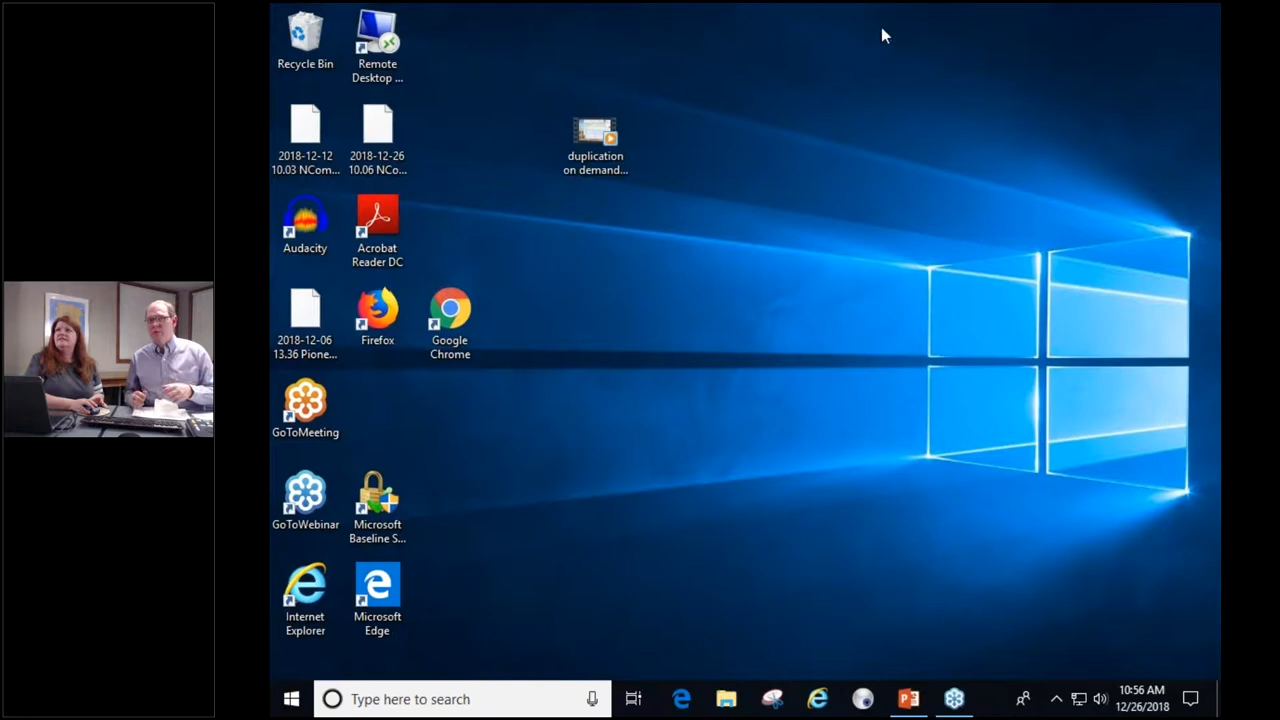 Recycle Bin
Remote
Desktop ...
2018-12-12
10.03 NCom...
2018-12-26
10.06 NCo...
duplication
on demand...
Audacity
Acrobat
Reader DC
2018-12-06
13.36 Pione...
Firefox
Google
Chrome
GoToMeeting
GoToWebinar
Microsoft
Baseline S...
Internet
Explorer
Microsoft
Edge
Type here to search
10:56 AM
12/26/2018